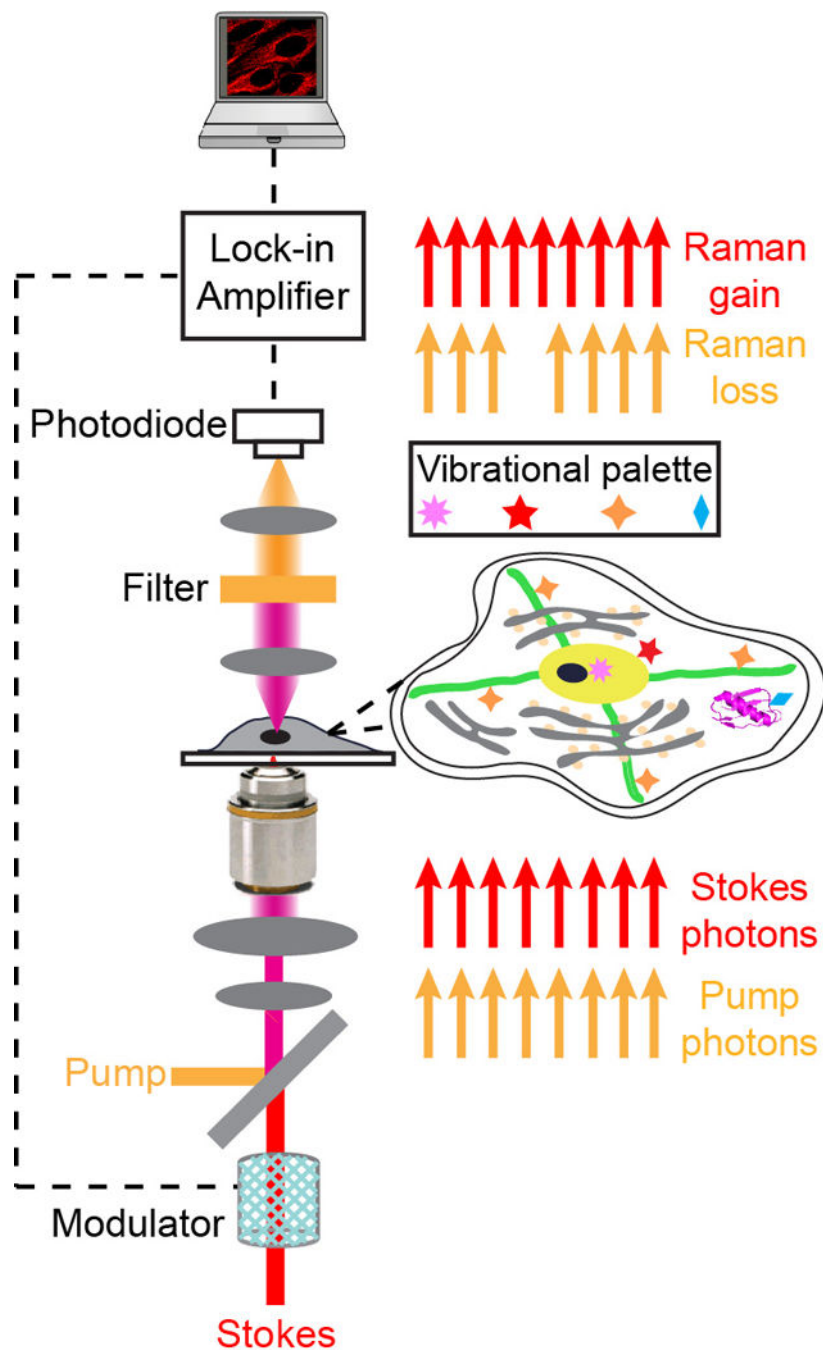 Lock-in
Amplifier
Raman
gain
Raman
loss
Photodiode
Vibrational palette
Filter
Stokes
photons
Pump
photons
Pump
Modulator
Stokes